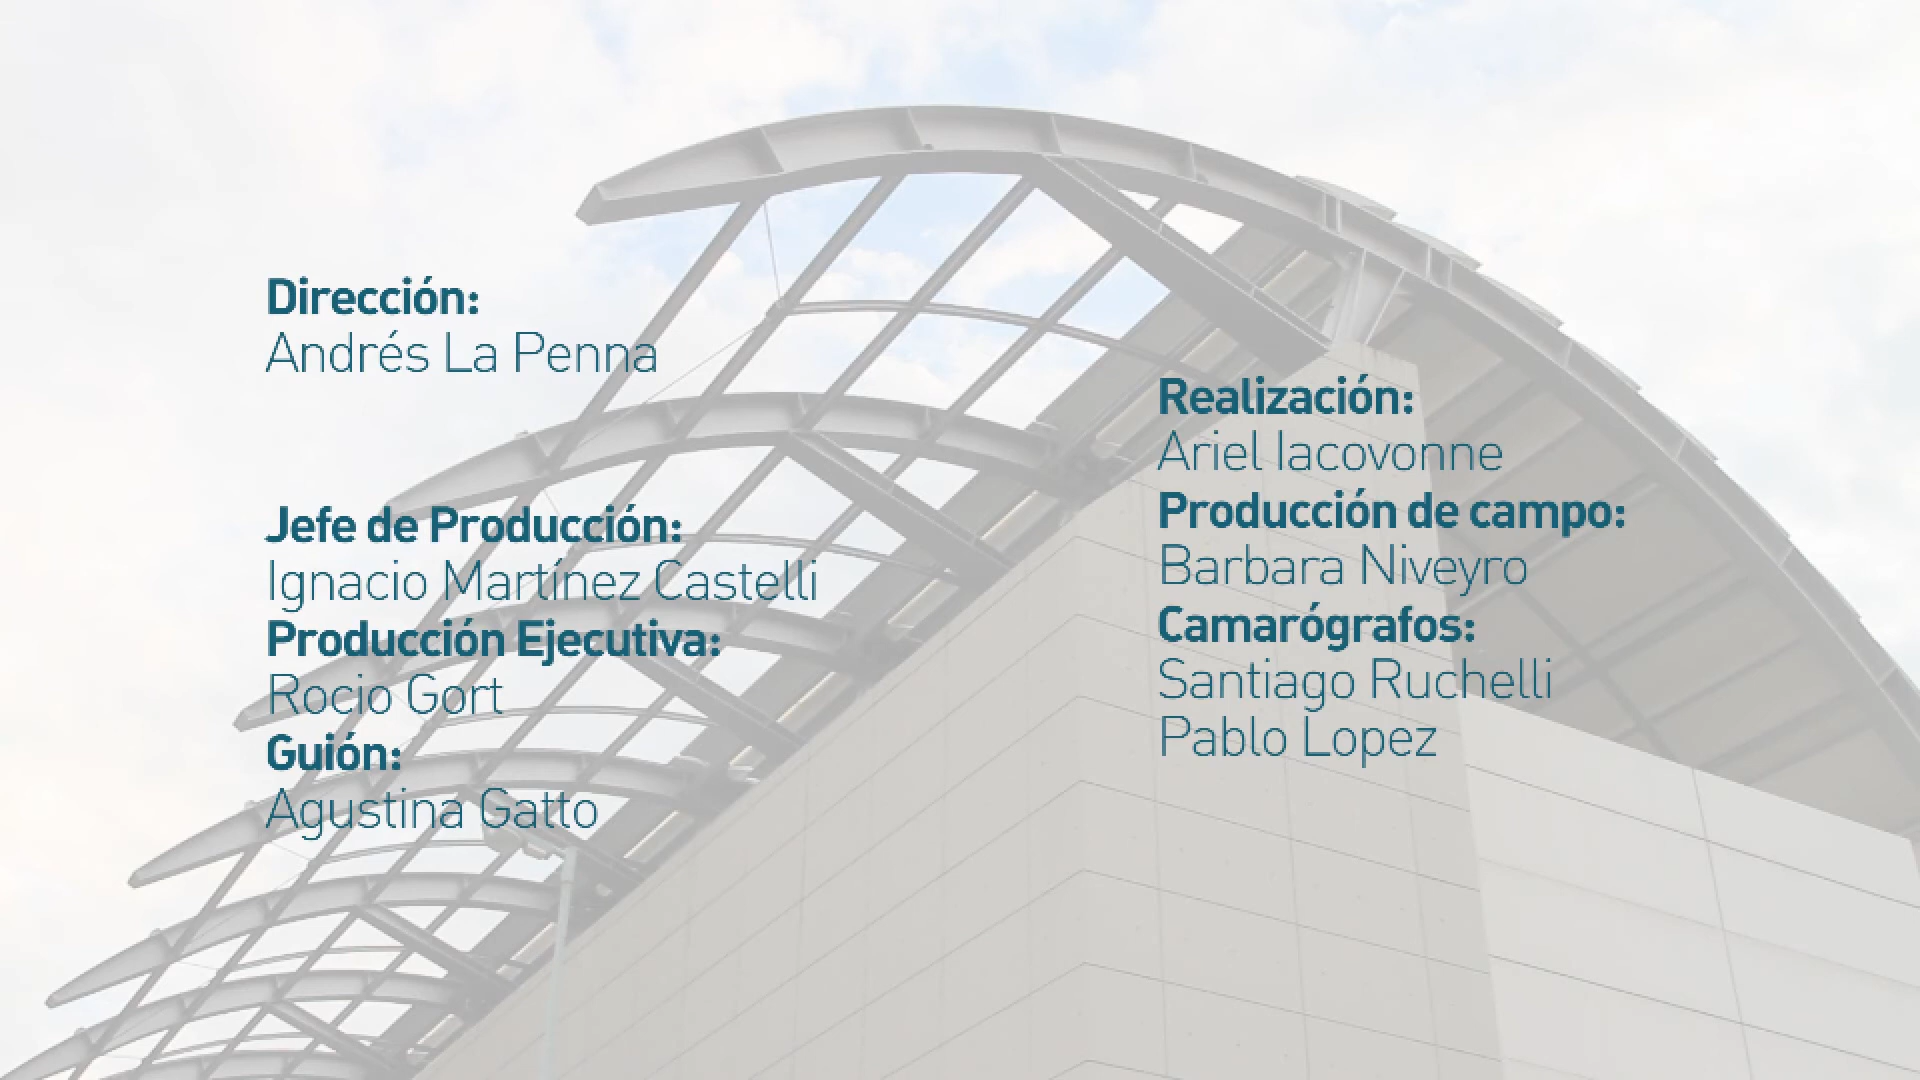 Dirección:
Andrés La Penna
Jefe de Producción:
Ignacio Martínez Castelli
Producción Ejecutiva:
Rocio Gort
Guión:
Agustina Gatto
Realización:
Ariel Iacovonne
Producción de campo:
Barbara Niveyro
Camarógrafos:
Santiago Ruchelli
Pablo Lopez